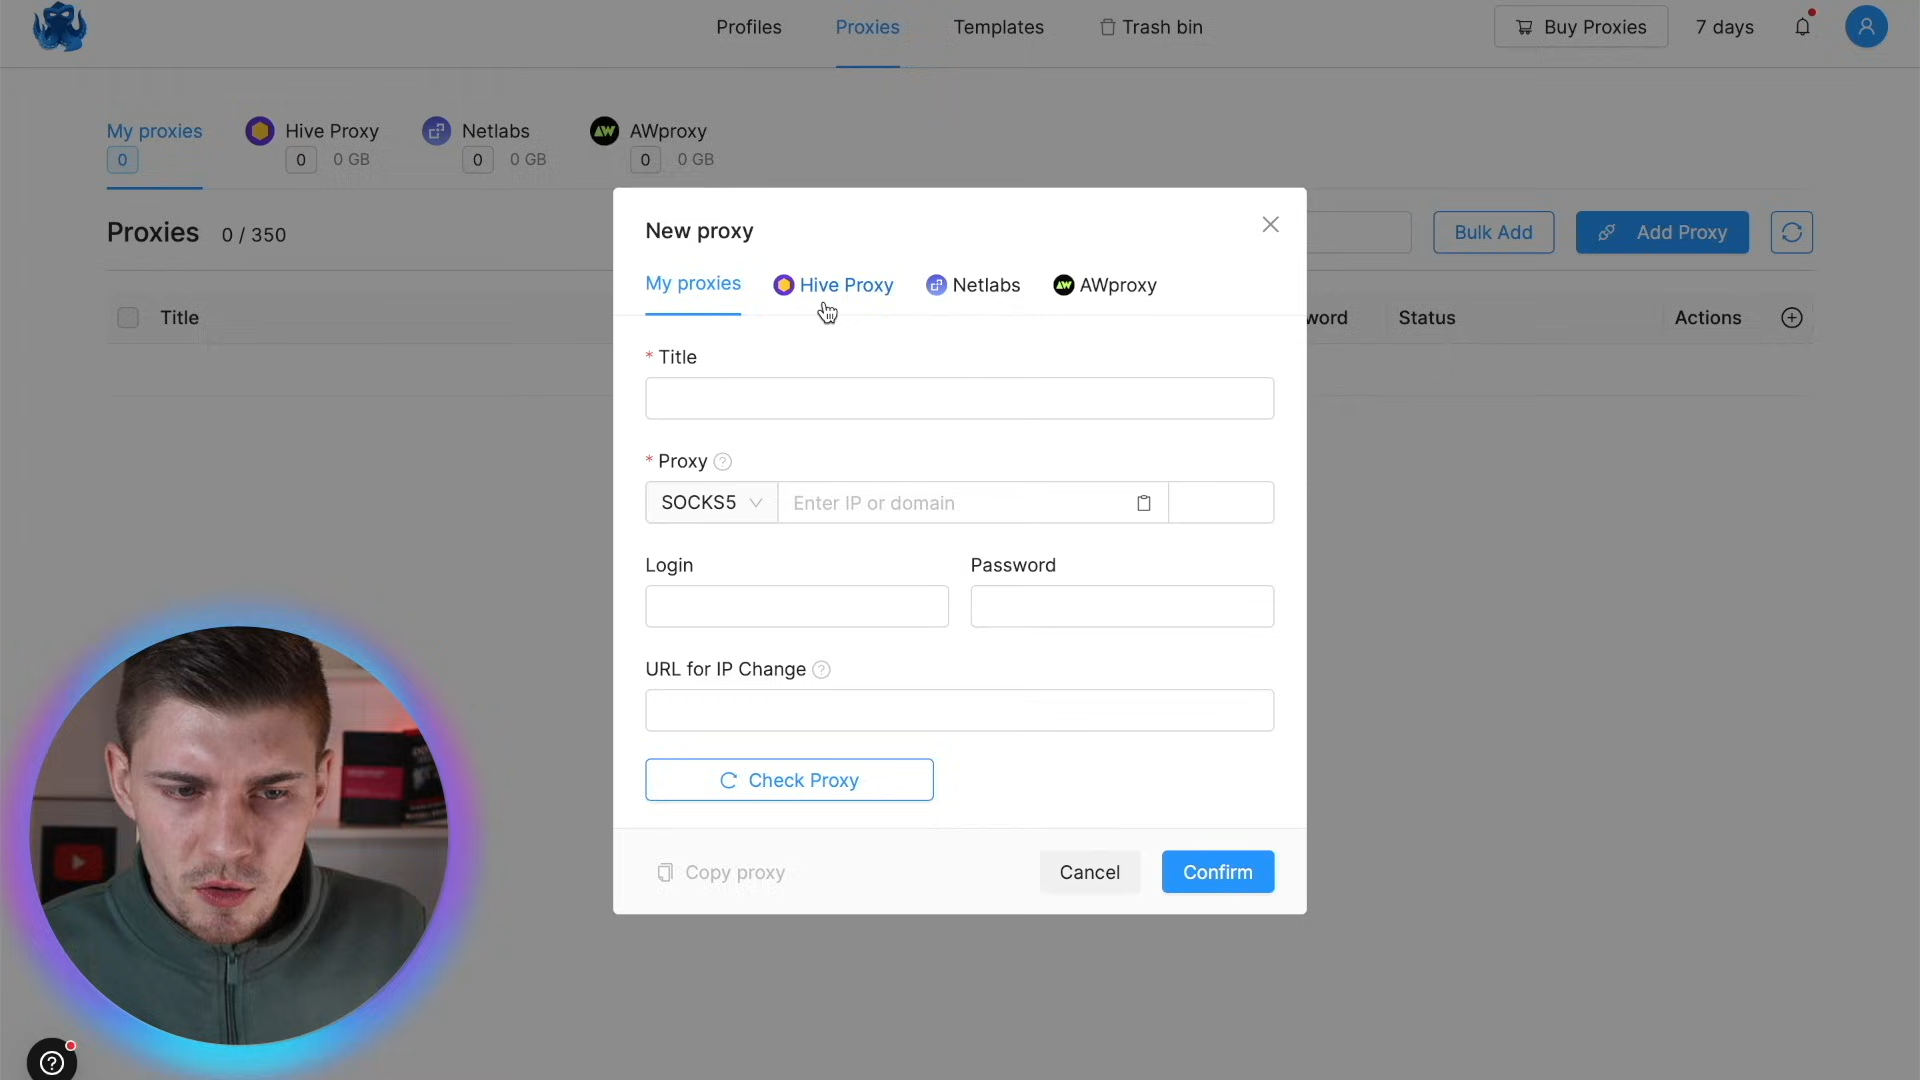 Profiles Proxies Templates Trash bin Buy Proxies 7 days
My proxies Hive Proxy Netlabs AWproxy
0 0 0 GB 0 0 GB 0 0 GB
Proxies 0 / 350 Bulk Add Add Proxy
Title word Status Actions
New proxy
My proxies Hive Proxy Netlabs AWproxy
* Title
* Proxy
SOCKS5 Enter IP or domain
Login Password
URL for IP Change
Check Proxy
Copy proxy Cancel Confirm